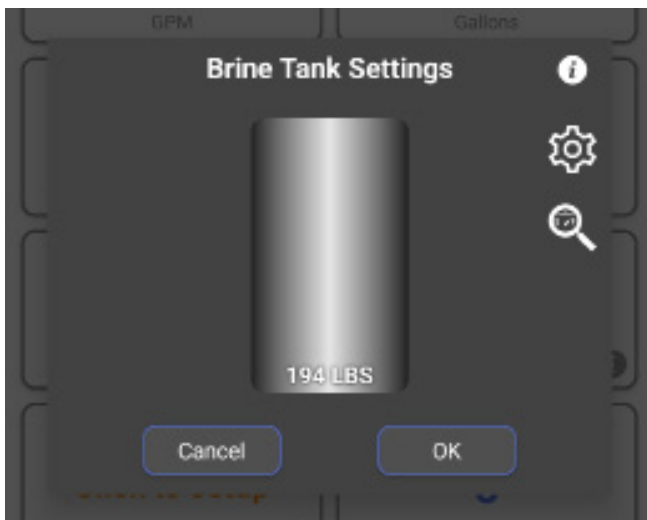 GPM
Gallons
Brine Tank Settings
194 LBS
Cancel
OK